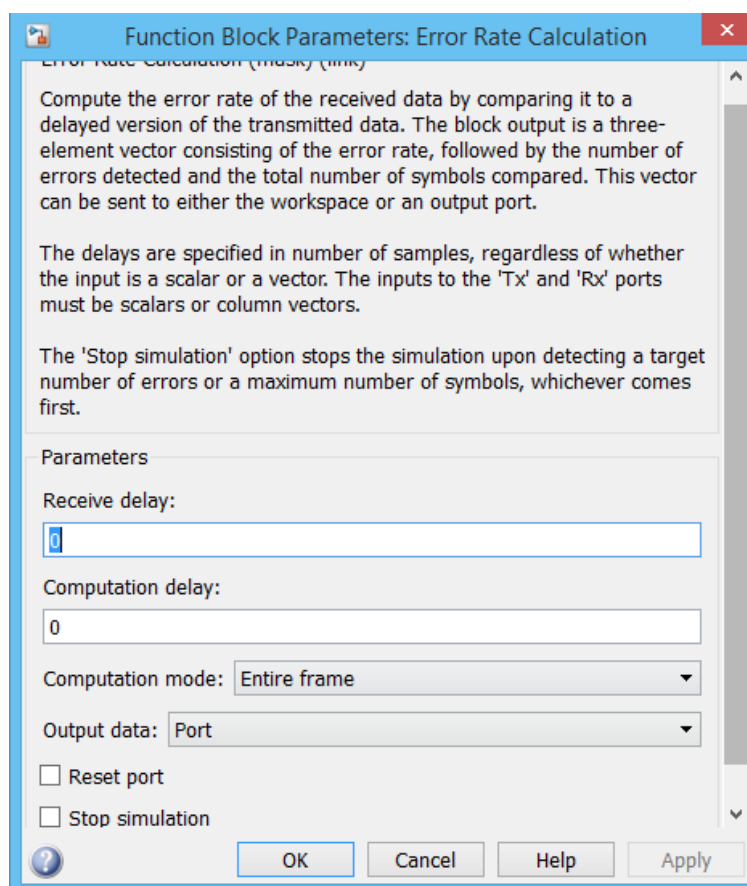 Function Block Parameters: Error Rate Calculation
Error Rate Calculation (mask) (link)
Compute the error rate of the received data by comparing it to a
delayed version of the transmitted data. The block output is a three-
element vector consisting of the error rate, followed by the number of
errors detected and the total number of symbols compared. This vector
can be sent to either the workspace or an output port.
The delays are specified in number of samples, regardless of whether
the input is a scalar or a vector. The inputs to the 'Tx' and 'Rx' ports
must be scalars or column vectors.
The 'Stop simulation' option stops the simulation upon detecting a target
number of errors or a maximum number of symbols, whichever comes
first.
Parameters
Receive delay:
0
Computation delay:
0
Computation mode: Entire frame
Output data: Port
Reset port
Stop simulation
OK Cancel Help Apply